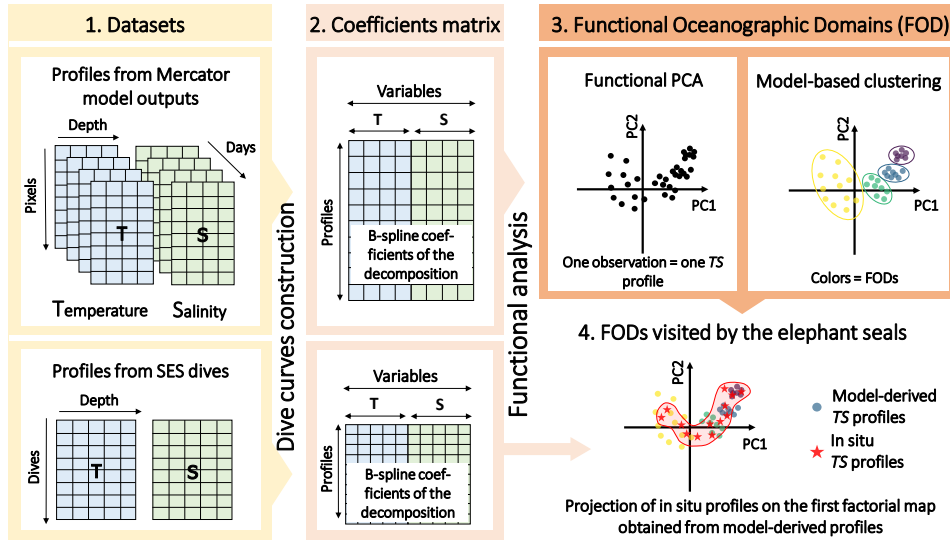 1. Datasets
Profiles from Mercator
model outputs
Depth
Days
Pixels
T
S
Temperature
Salinity
Profiles from SES dives
Depth
Dives
T
S
Dive curves construction
2. Coefficients matrix
Variables
T
S
Profiles
B-spline coef-
ficients of the
decomposition
Variables
T
S
Profiles
B-spline coef-
ficients of the
decomposition
Functional analysis
3. Functional Oceanographic Domains (FOD)
Functional PCA
PC2
PC1
One observation = one TS
profile
Model-based clustering
PC2
PC1
Colors = FODs
4. FODs visited by the elephant seals
PC2
PC1
Model-derived
TS profiles
In situ
TS profiles
Projection of in situ profiles on the first factorial map
obtained from model-derived profiles